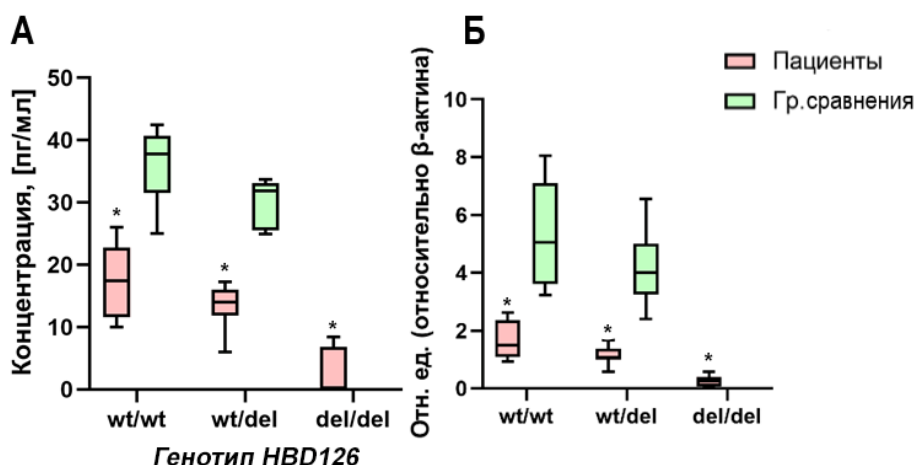 А
Б
Пациенты
Гр.сравнения
Концентрация, [пг/мл]
50
40
30
20
10
0
*
*
*
wt/wt
wt/del
del/del
Генотип HBD126
Отн. ед. (относительно β-актина)
10
8
6
4
2
0
*
*
*
wt/wt
wt/del
del/del